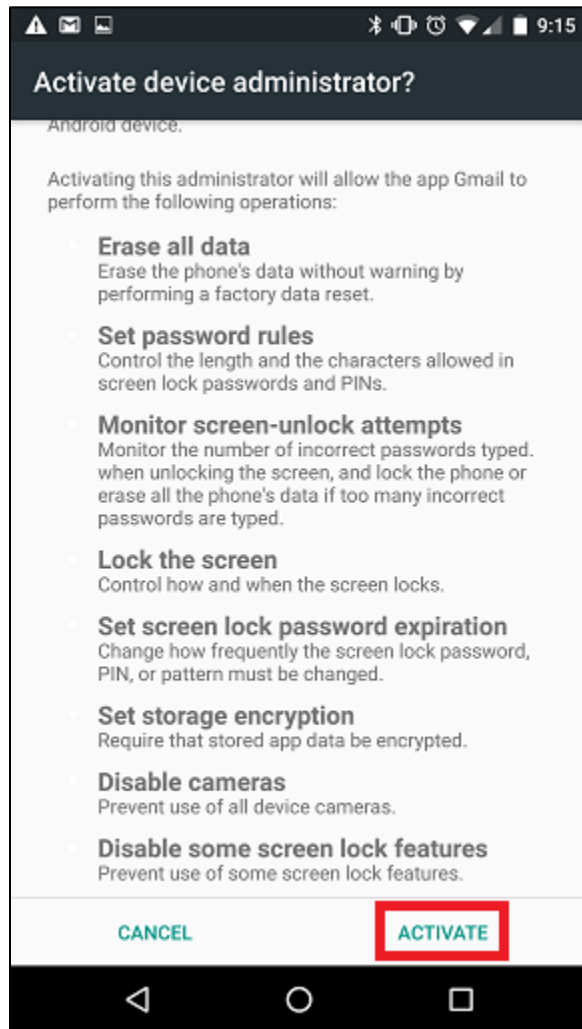 9:15
Activate device administrator?
Android device.
Activating this administrator will allow the app Gmail to
perform the following operations:
Erase all data
Erase the phone's data without warning by
performing a factory data reset.
Set password rules
Control the length and the characters allowed in
screen lock passwords and PINs.
Monitor screen-unlock attempts
Monitor the number of incorrect passwords typed.
when unlocking the screen, and lock the phone or
erase all the phone's data if too many incorrect
passwords are typed.
Lock the screen
Control how and when the screen locks.
Set screen lock password expiration
Change how frequently the screen lock password,
PIN, or pattern must be changed.
Set storage encryption
Require that stored app data be encrypted.
Disable cameras
Prevent use of all device cameras.
Disable some screen lock features
Prevent use of some screen lock features.
CANCEL ACTIVATE